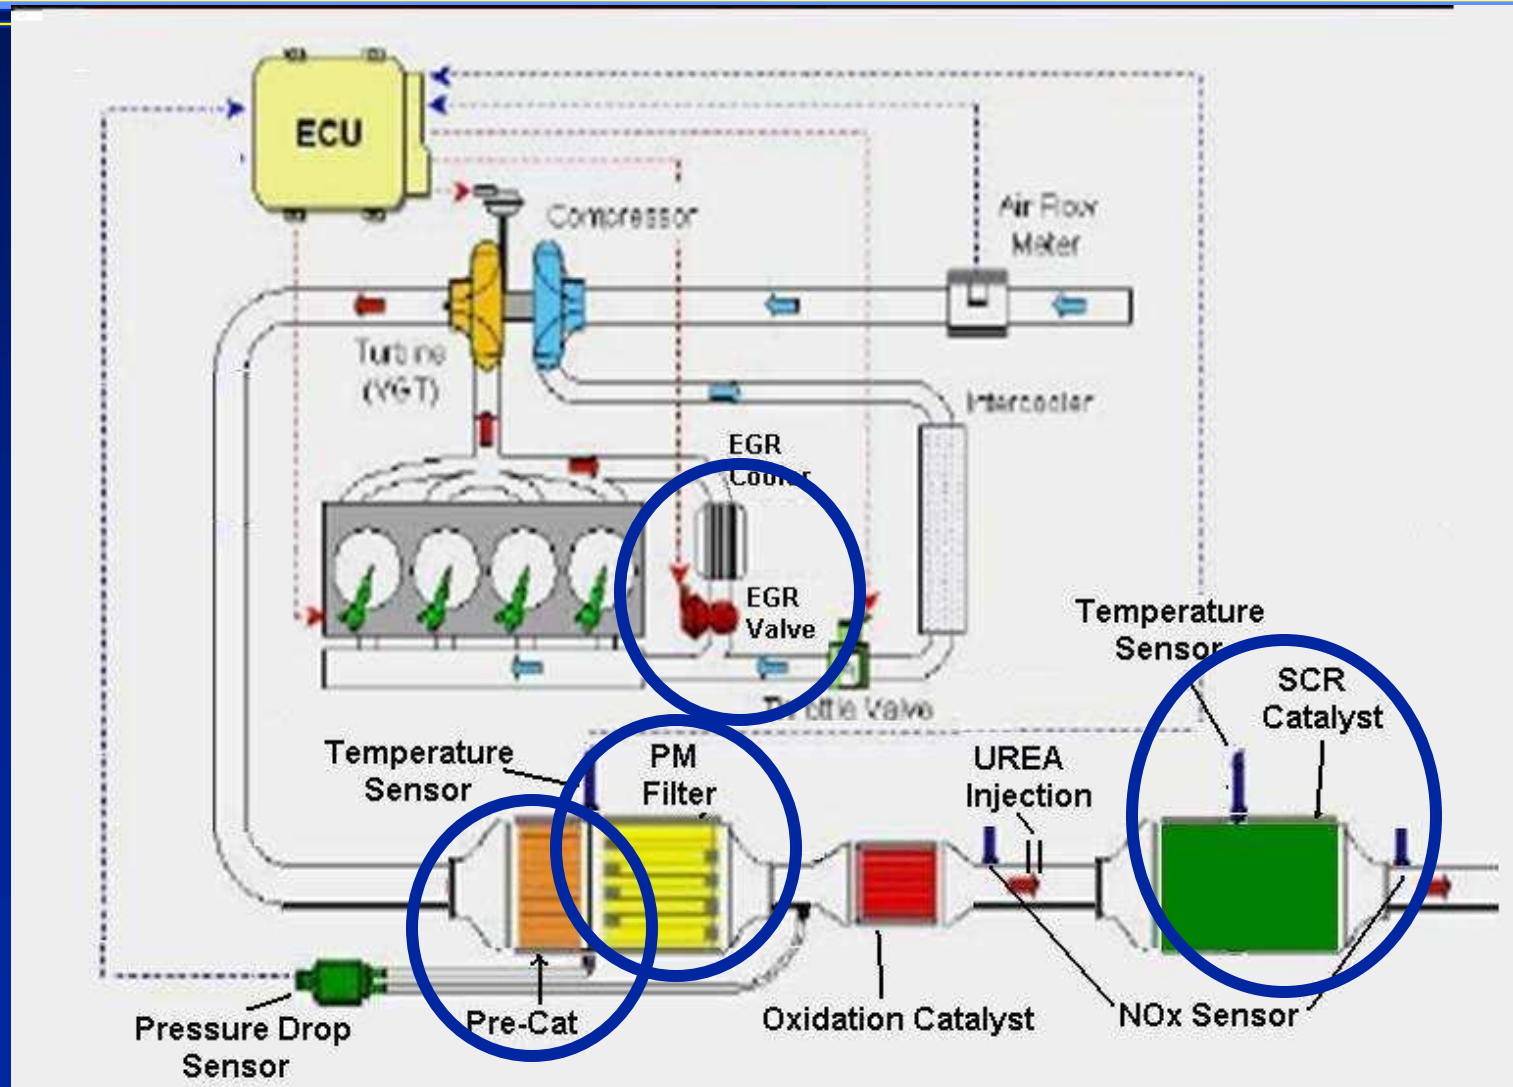 ECU
Compressor
Air Flow
Meter
Turbine
(VGT)
Intercooler
EGR
Cooler
EGR
Valve
Throttle Valve
Temperature
Sensor
SCR
Catalyst
Temperature
Sensor
PM
Filter
UREA
Injection
Pre-Cat
Oxidation Catalyst
NOx Sensor
Pressure Drop
Sensor